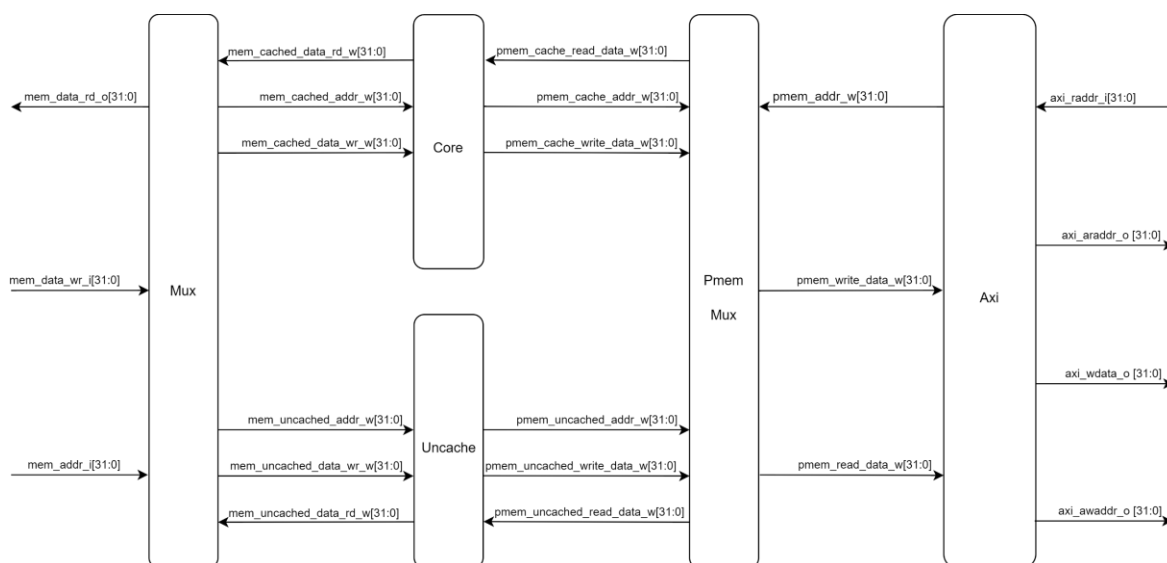 mem_cached_data_rd_w[31:0]
pmem_cache_read_data_w[31:0]
mem_data_rd_o[31:0]
mem_cached_addr_w[31:0]
pmem_cache_addr_w[31:0]
pmem_addr_w[31:0]
axi_raddr_i[31:0]
mem_cached_data_wr_w[31:0]
Core
pmem_cache_write_data_w[31:0]
axi_araddr_o [31:0]
mem_data_wr_i[31:0]
Mux
Pmem
Mux
pmem_write_data_w[31:0]
Axi
axi_wdata_o [31:0]
mem_uncached_addr_w[31:0]
pmem_uncached_addr_w[31:0]
Uncache
mem_addr_i[31:0]
mem_uncached_data_wr_w[31:0]
pmem_uncached_write_data_w[31:0]
pmem_read_data_w[31:0]
mem_uncached_data_rd_w[31:0]
pmem_uncached_read_data_w[31:0]
axi_awaddr_o [31:0]